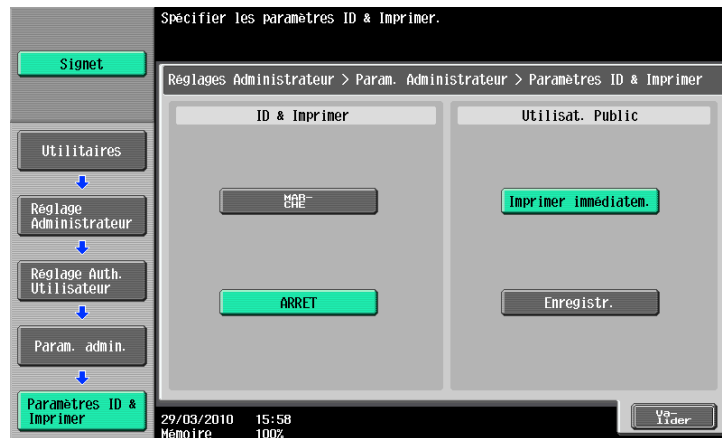 Spécifier les paramètres ID & Imprimer.
Signet
Réglages Administrateur > Param. Administrateur > Paramètres ID & Imprimer
ID & Imprimer
Utilisat. Public
Utilitaires
MAR-
CHE
Imprimer immédiatem.
Réglage
Administrateur
Réglage Auth.
Utilisateur
ARRET
Enregistr.
Param. admin.
Paramètres ID &
Imprimer
29/03/2010 15:58
Mémoire 100%
Va-
lider